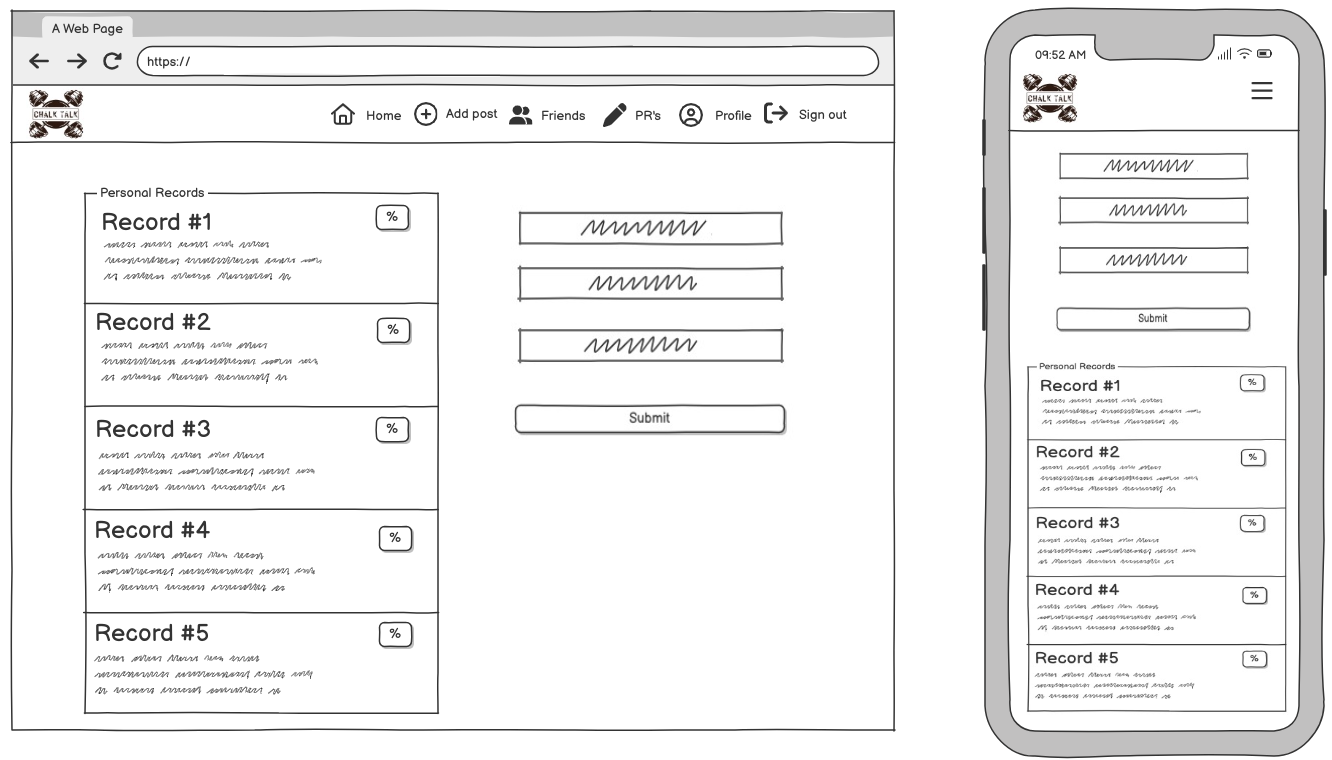 A Web Page
https://
CHALK TALK
Home
Add post
Friends
PR's
Profile
Sign out
Personal Records
Record #1
%
Record #2
%
Record #3
%
Record #4
%
Record #5
%
Submit
09:52 AM
CHALK TALK
Submit
Personal Records
Record #1
%
Record #2
%
Record #3
%
Record #4
%
Record #5
%